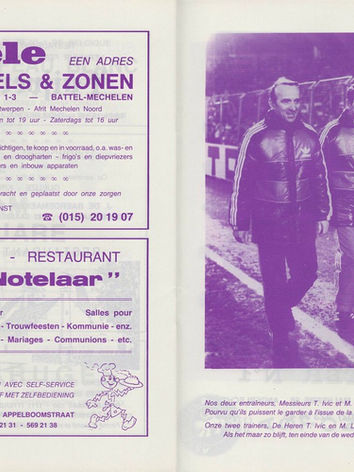 ele
EEN ADRES
ELS & ZONEN
1-3 — BATTEL-MECHELEN
twerpen - Afrit Mechelen Noord
n tot 19 uur - Zaterdags tot 16 uur
zichtigen, te koop en in voorraad, o.a. was- en
en droogharten - frigo's en diepvriezers
ers en inbouw apparaten
racht en geplaatst door onze zorgen
NST
☎ (015) 20 19 07
- RESTAURANT
Notelaar"
r Salles pour
- Trouwfeesten - Kommunie - enz.
- Mariages - Communions - etc.
N AVEC SELF-SERVICE
F MET ZELFBEDIENING
APPELBOOMSTRAAT
21 31 - 569 21 38
Nos deux entraîneurs, Messieurs T. Ivic et M.
Pourvu qu'ils puissent le garder à l'issue de la
Onze twee trainers, De Heren T. Ivic en M. L
Als het maar zo blijft, ten einde van de wed